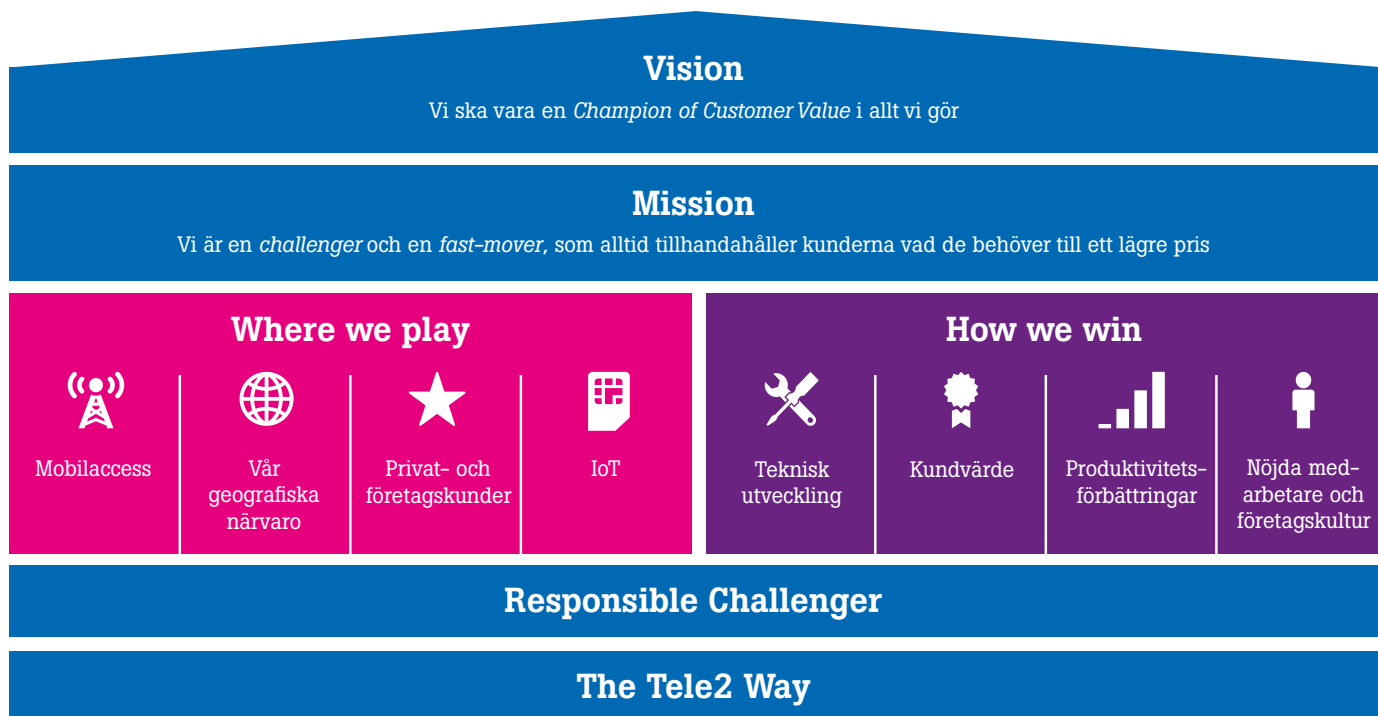 Vision
Vi ska vara en Champion of Customer Value i allt vi gör
Mission
Vi är en challenger och en fast-mover, som alltid tillhandahåller kunderna vad de behöver till ett lägre pris
Where we play
Mobilaccess
Vår
geografiska
närvaro
Privat- och
företagskunder
IoT
How we win
Teknisk
utveckling
Kundvärde
Produktivitets-
förbättringar
Nöjda med-
arbetare och
företagskultur
Responsible Challenger
The Tele2 Way